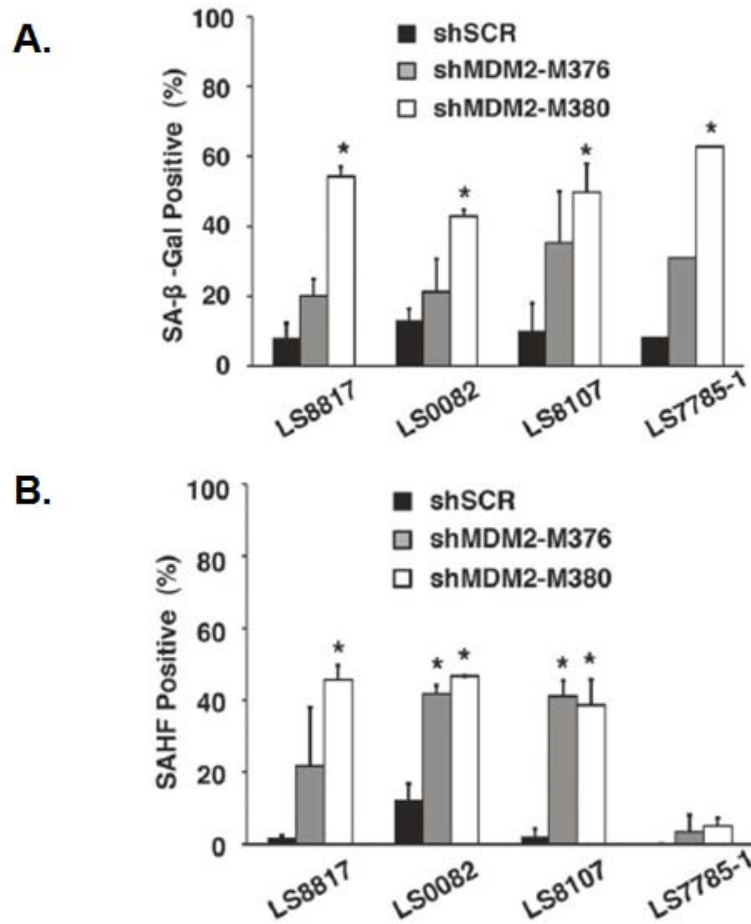 A.
SA-β -Gal Positive (%)
100
80
60
40
20
0
shSCR
shMDM2-M376
shMDM2-M380
*
*
*
*
LS8817
LS0082
LS8107
LS7785-1
B.
SAHF Positive (%)
100
80
60
40
20
0
shSCR
shMDM2-M376
shMDM2-M380
*
*
*
*
*
LS8817
LS0082
LS8107
LS7785-1